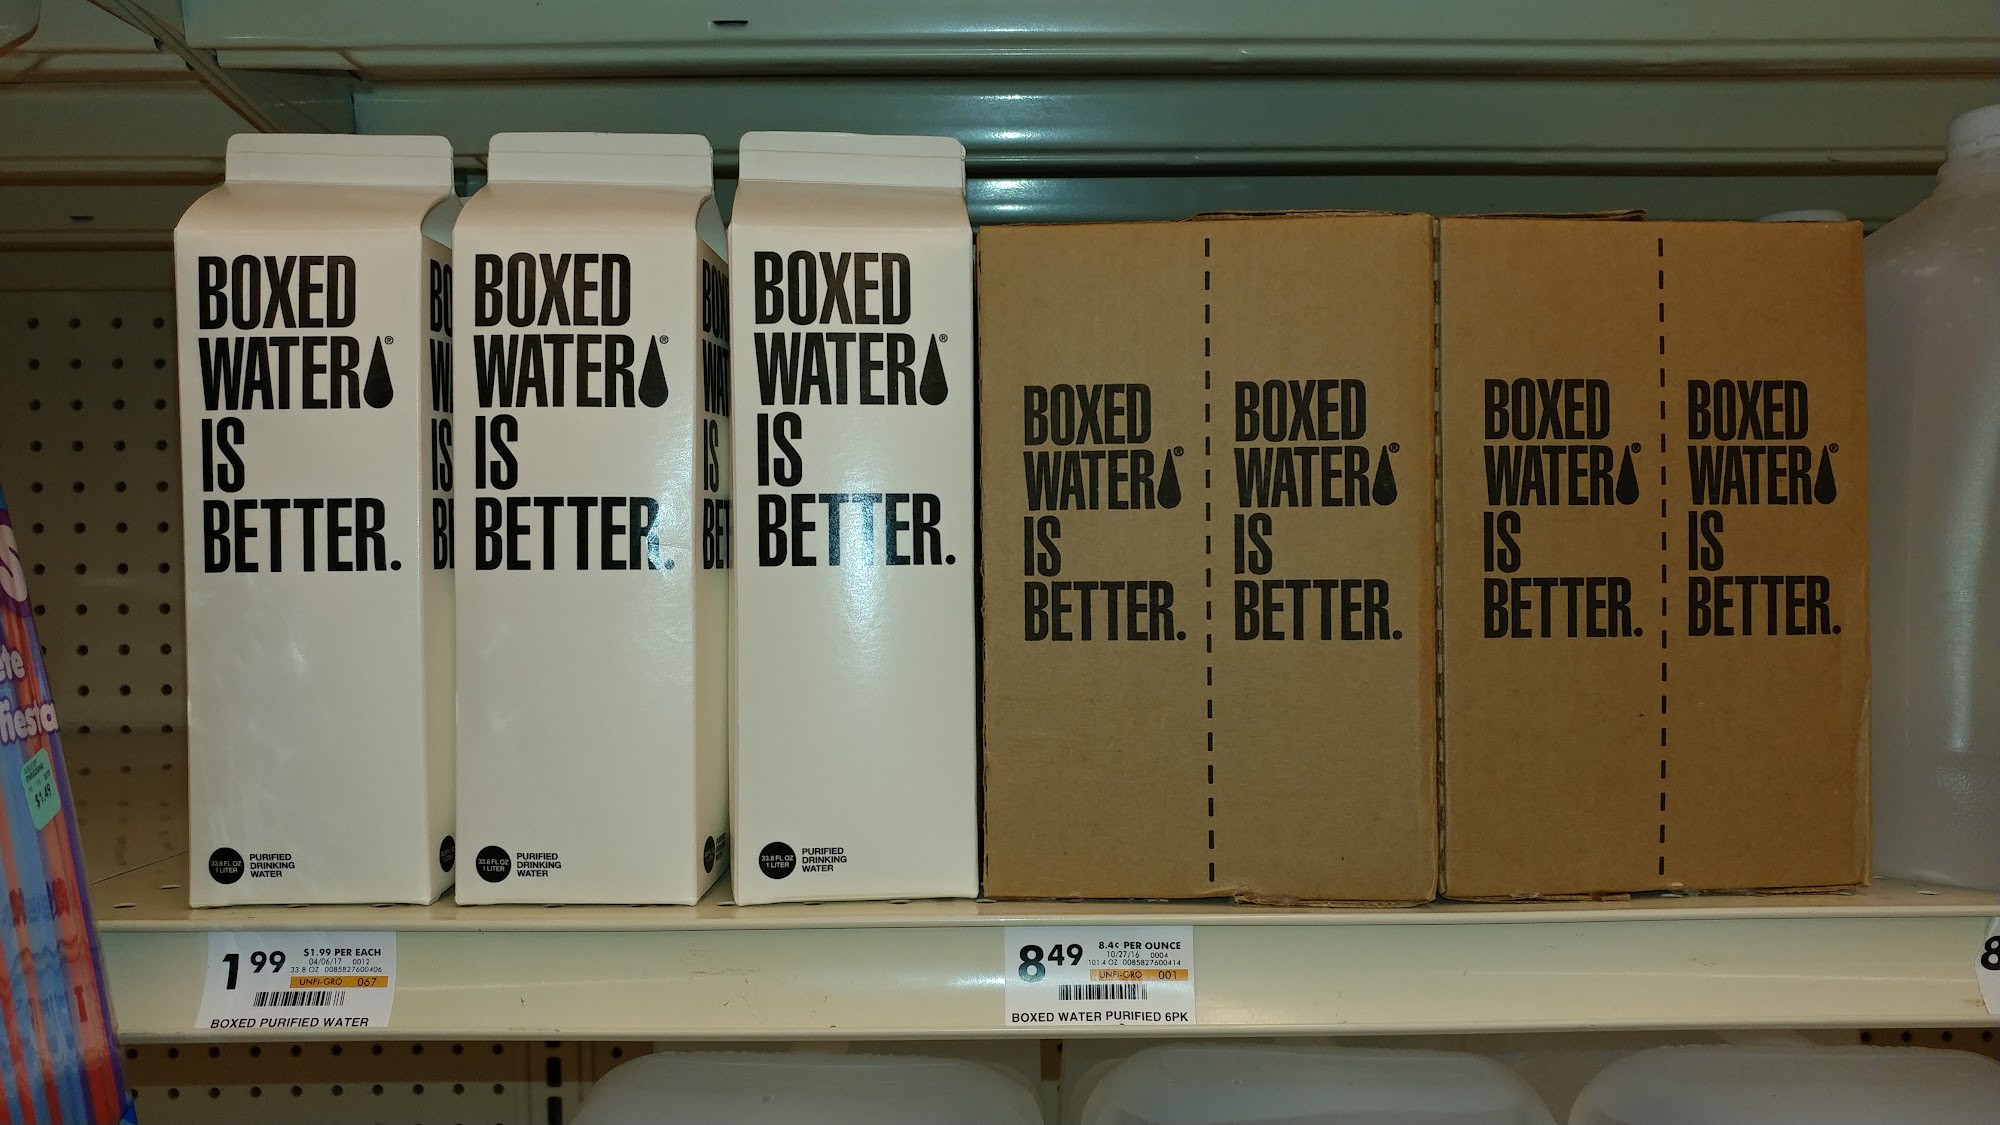 BOXED
WATER®
IS
BETTER.
33.8 FL OZ
1 LITER
PURIFIED
DRINKING
WATER
BOXED
WATER®
IS
BETTER.
33.8 FL OZ
1 LITER
PURIFIED
DRINKING
WATER
BOXED
WATER®
IS
BETTER.
33.8 FL OZ
1 LITER
PURIFIED
DRINKING
WATER
BOXED
WATER®
IS
BETTER.
BOXED
WATER®
IS
BETTER.
BOXED
WATER®
IS
BETTER.
BOXED
WATER®
IS
BETTER.
fiesta
$1.49
1 99
$1.99 PER EACH
04/06/17 0012
33.8 OZ 0085827600406
UNFI-GRO 067
BOXED PURIFIED WATER
8 49
8.4¢ PER OUNCE
10/27/16 0004
101.4 OZ 0085827600414
UNFI-GRO 001
BOXED WATER PURIFIED 6PK
8